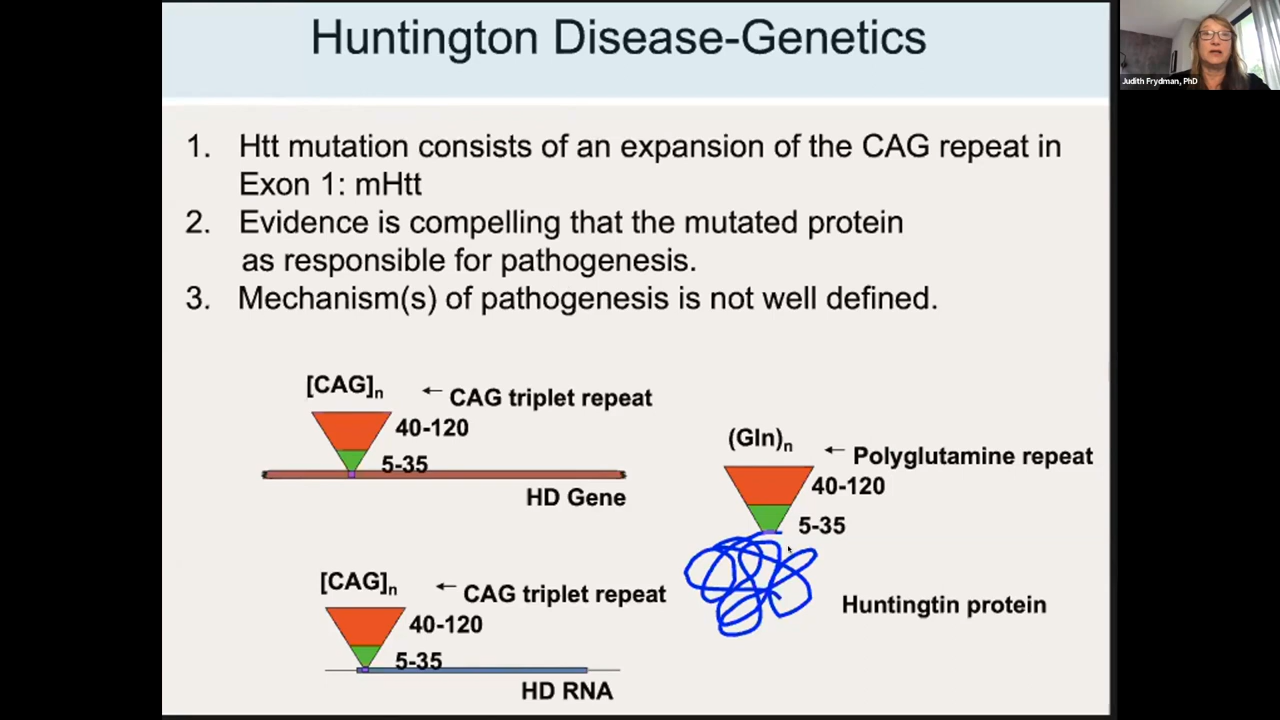 Huntington Disease-Genetics
Judith Frydman, PhD
1. Htt mutation consists of an expansion of the CAG repeat in
Exon 1: mHtt
2. Evidence is compelling that the mutated protein
as responsible for pathogenesis.
3. Mechanism(s) of pathogenesis is not well defined.
[CAG]n
← CAG triplet repeat
40-120
5-35
HD Gene
(Gln)n
← Polyglutamine repeat
40-120
5-35
Huntingtin protein
[CAG]n
← CAG triplet repeat
40-120
5-35
HD RNA